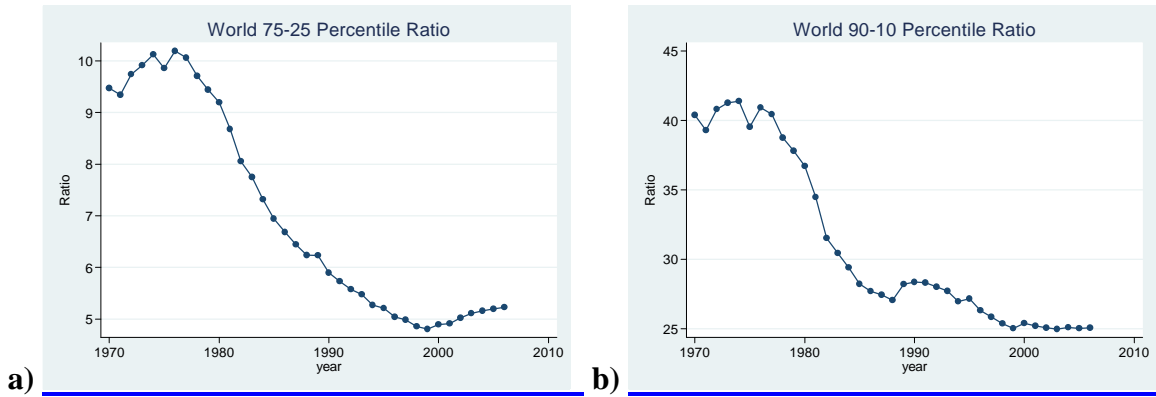 World 75-25 Percentile Ratio
10
9
8
7
6
5
Ratio
1970
1980
1990
2000
2010
year
a)
World 90-10 Percentile Ratio
45
40
35
30
25
Ratio
1970
1980
1990
2000
2010
year
b)